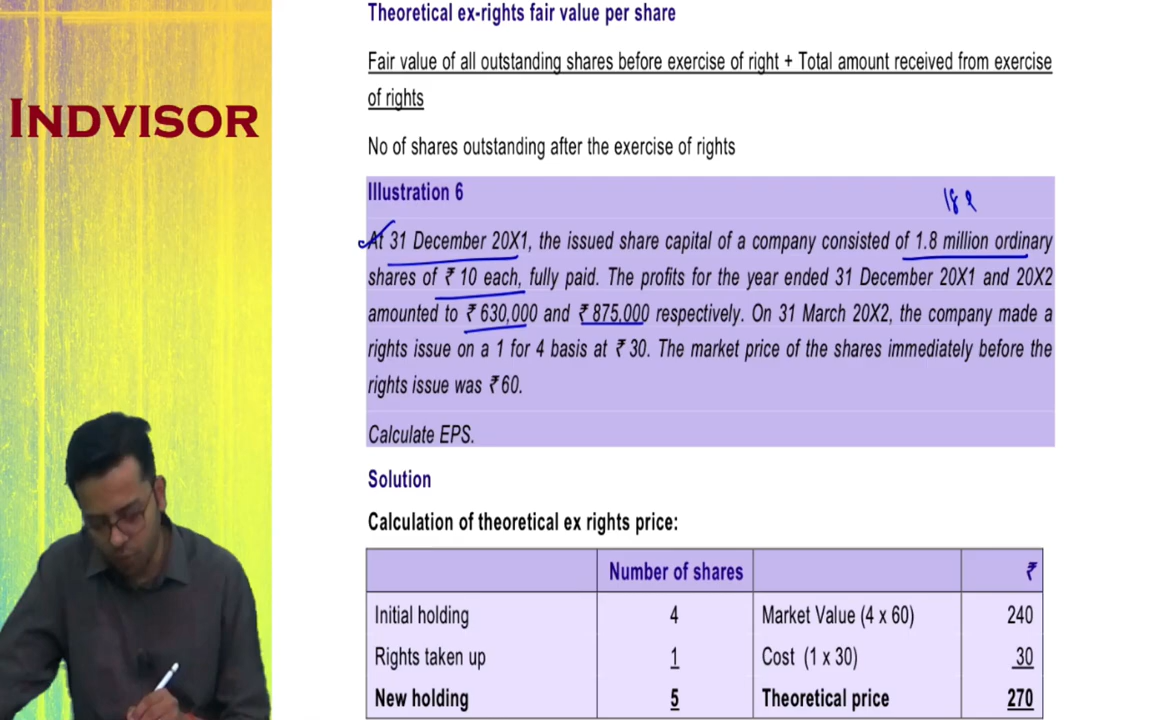 Theoretical ex-rights fair value per share
Fair value of all outstanding shares before exercise of right + Total amount received from exercise
of rights
No of shares outstanding after the exercise of rights
INDVISOR
Illustration 6
At 31 December 20X1, the issued share capital of a company consisted of 1.8 million ordinary
shares of ₹ 10 each, fully paid. The profits for the year ended 31 December 20X1 and 20X2
amounted to ₹ 630,000 and ₹ 875,000 respectively. On 31 March 20X2, the company made a
rights issue on a 1 for 4 basis at ₹ 30. The market price of the shares immediately before the
rights issue was ₹ 60.
Calculate EPS.
Solution
Calculation of theoretical ex rights price:
Number of shares ₹
Initial holding 4 Market Value (4 x 60) 240
Rights taken up 1 Cost (1 x 30) 30
New holding 5 Theoretical price 270